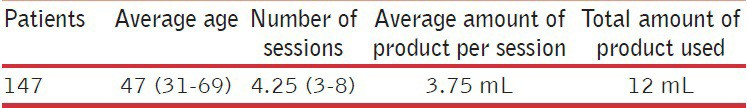 Patients Average age Number of sessions Average amount of product per session Total amount of product used
147 47 (31-69) 4.25 (3-8) 3.75 mL 12 mL